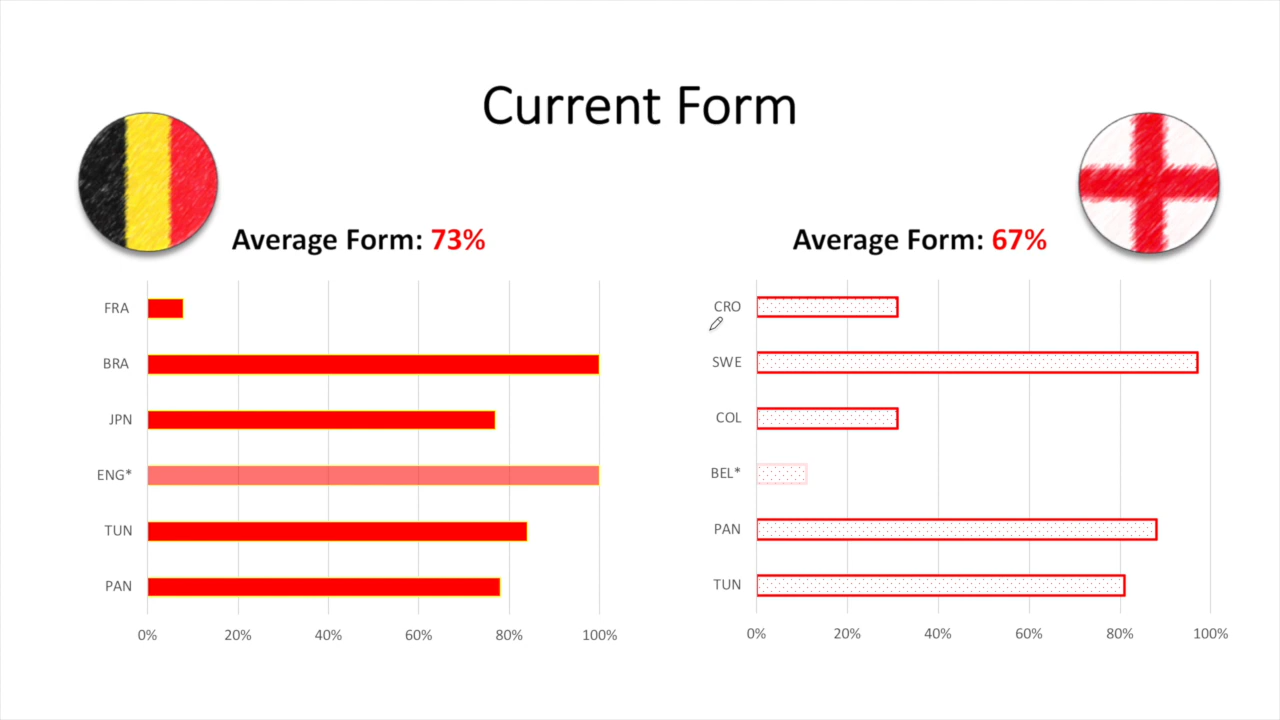 Current Form
Average Form: 73%
FRA
BRA
JPN
ENG*
TUN
PAN
0% 20% 40% 60% 80% 100%
Average Form: 67%
CRO
SWE
COL
BEL*
PAN
TUN
0% 20% 40% 60% 80% 100%